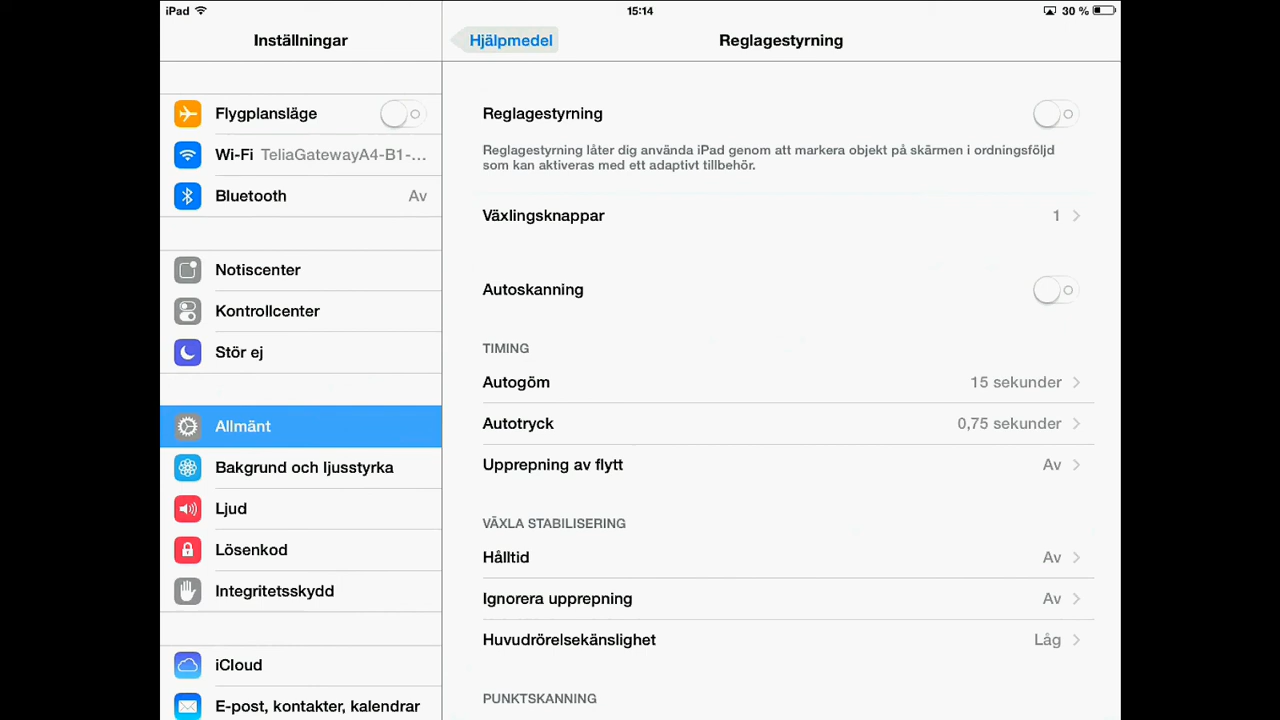 iPad 15:14 30 %
Inställningar
Flygplansläge
Wi-Fi TeliaGatewayA4-B1-...
Bluetooth Av
Notiscenter
Kontrollcenter
Stör ej
Allmänt
Bakgrund och ljusstyrka
Ljud
Lösenkod
Integritetsskydd
iCloud
E-post, kontakter, kalendrar
Hjälpmedel Reglagestyrning
Reglagestyrning
Reglagestyrning låter dig använda iPad genom att markera objekt på skärmen i ordningsföljd
som kan aktiveras med ett adaptivt tillbehör.
Växlingsknappar 1
Autoskanning
TIMING
Autogöm 15 sekunder
Autotryck 0,75 sekunder
Upprepning av flytt Av
VÄXLA STABILISERING
Hålltid Av
Ignorera upprepning Av
Huvudrörelsekänslighet Låg
PUNKTSKANNING